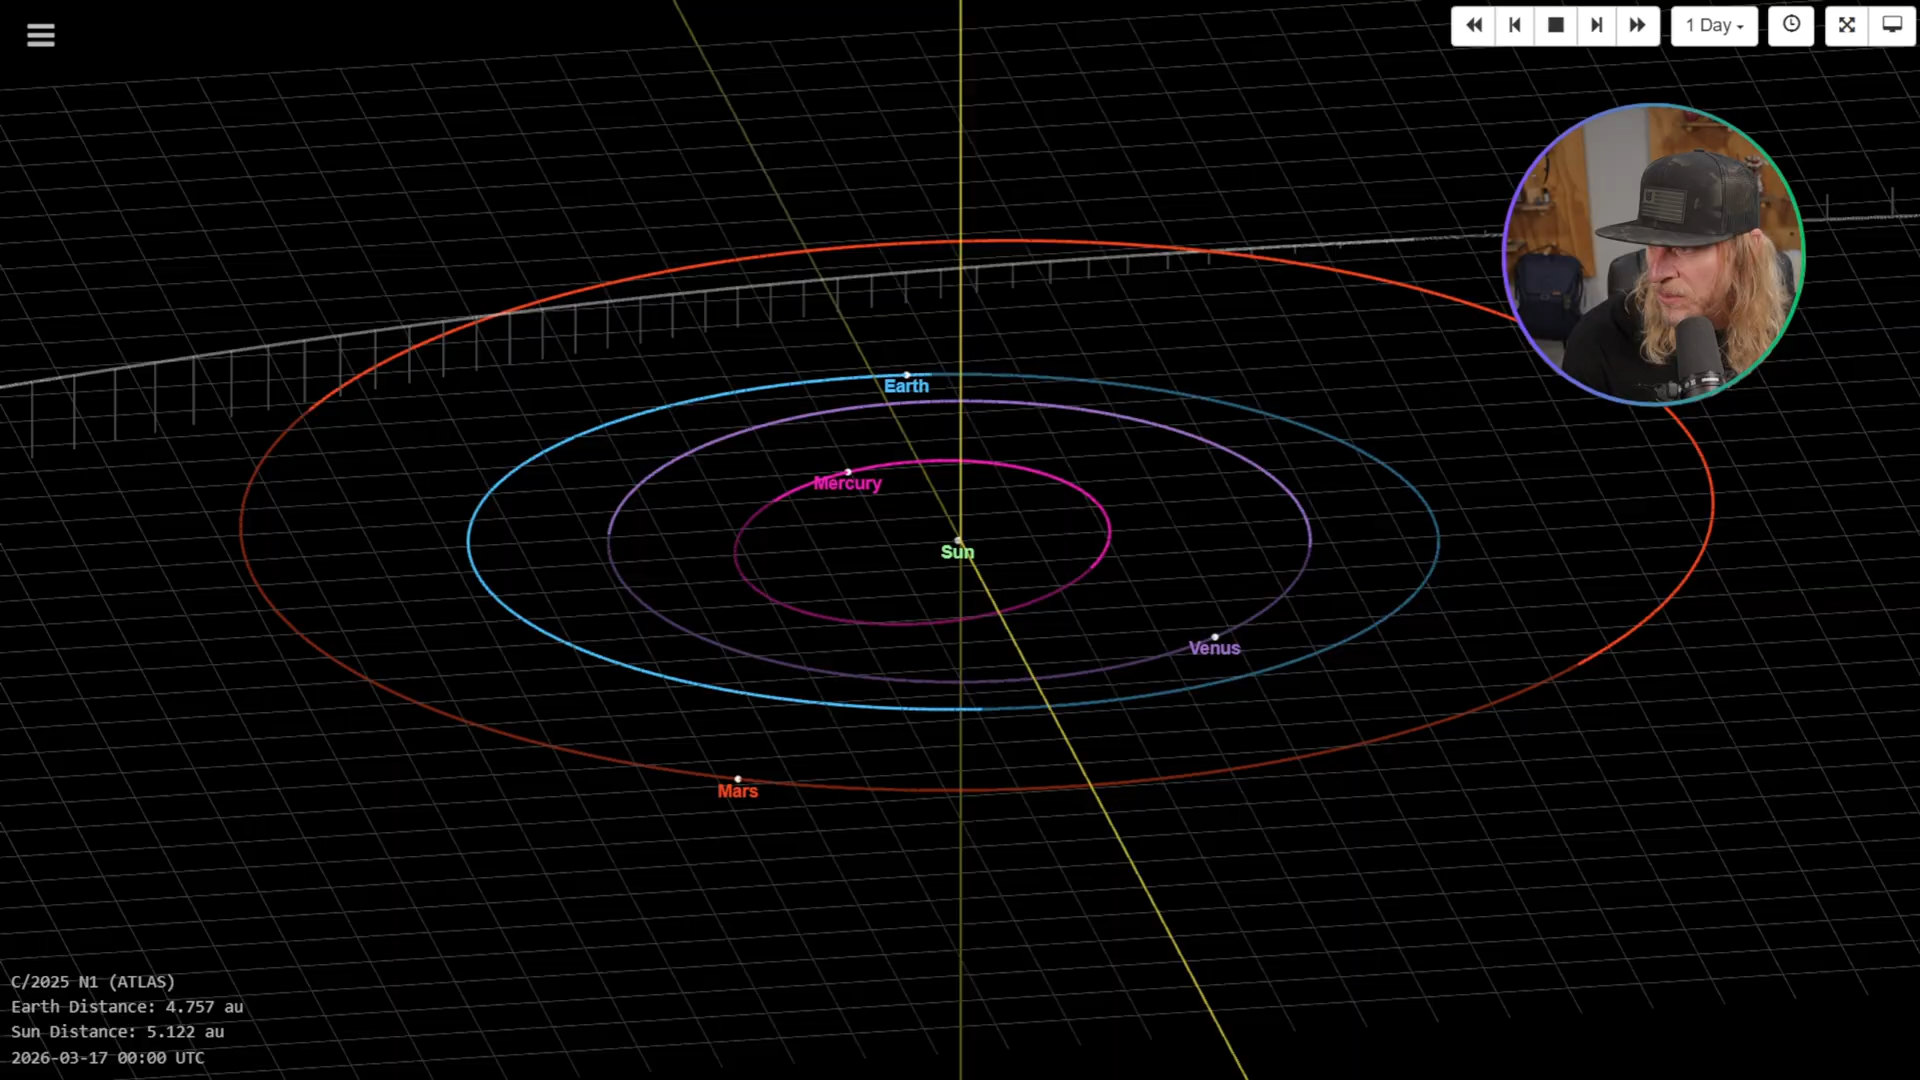 1 Day
Earth
Mercury
Sun
Venus
Mars
C/2025 N1 (ATLAS)
Earth Distance: 4.757 au
Sun Distance: 5.122 au
2026-03-17 00:00 UTC